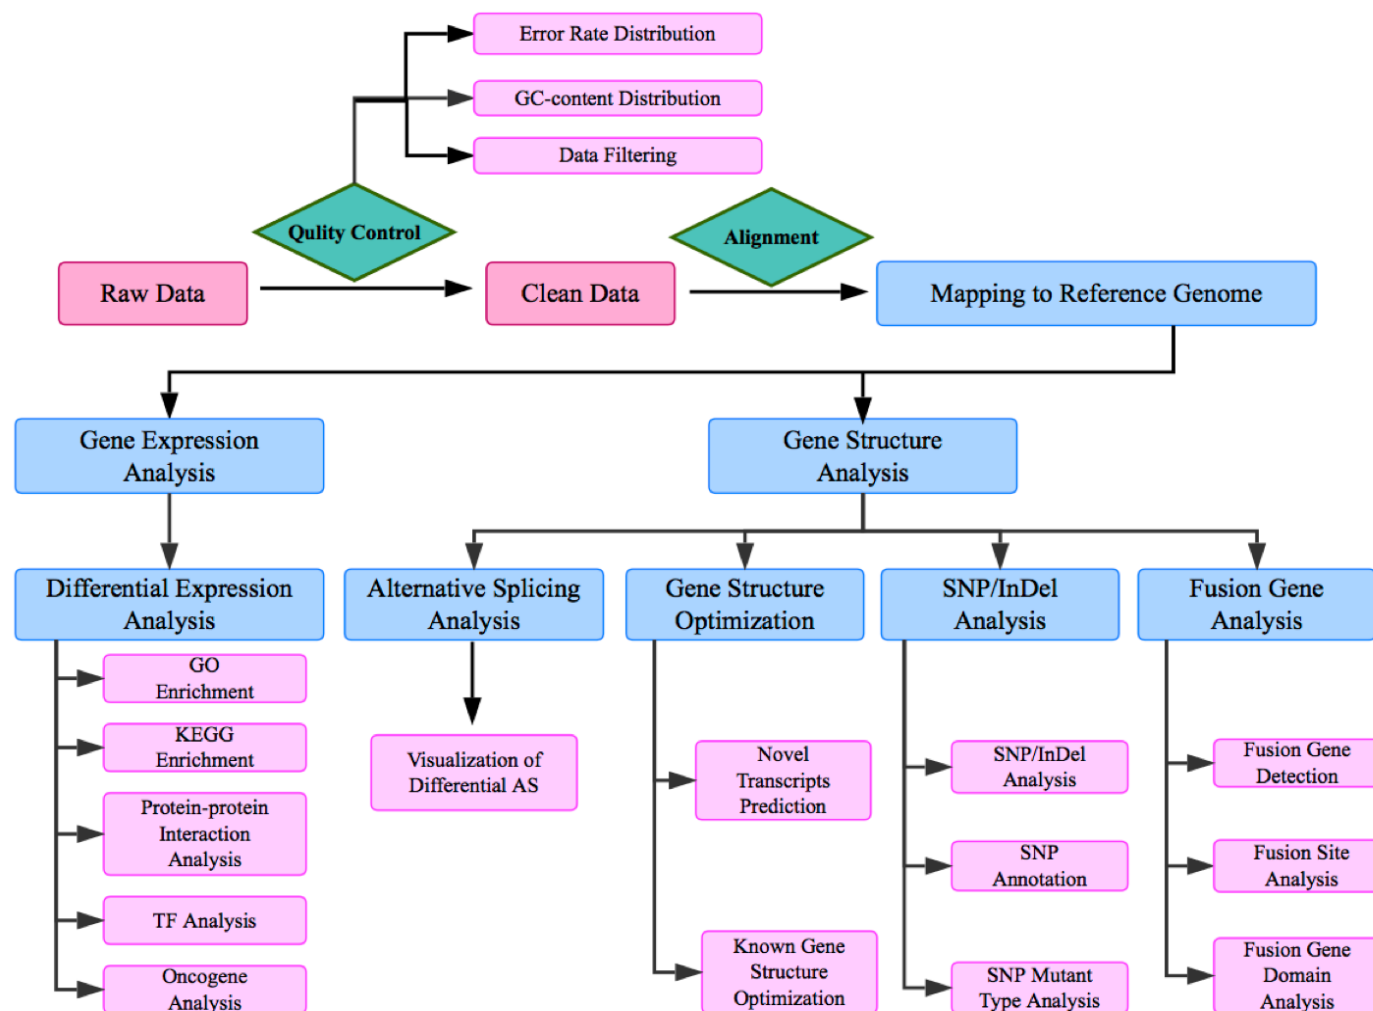 Error Rate Distribution
GC-content Distribution
Data Filtering
Qulity Control
Alignment
Raw Data
Clean Data
Mapping to Reference Genome
Gene Expression
Analysis
Gene Structure
Analysis
Differential Expression
Analysis
Alternative Splicing
Analysis
Gene Structure
Optimization
SNP/InDel
Analysis
Fusion Gene
Analysis
GO
Enrichment
KEGG
Enrichment
Protein-protein
Interaction
Analysis
TF Analysis
Oncogene
Analysis
Visualization of
Differential AS
Novel
Transcripts
Prediction
Known Gene
Structure
Optimization
SNP/InDel
Analysis
SNP
Annotation
SNP Mutant
Type Analysis
Fusion Gene
Detection
Fusion Site
Analysis
Fusion Gene
Domain
Analysis